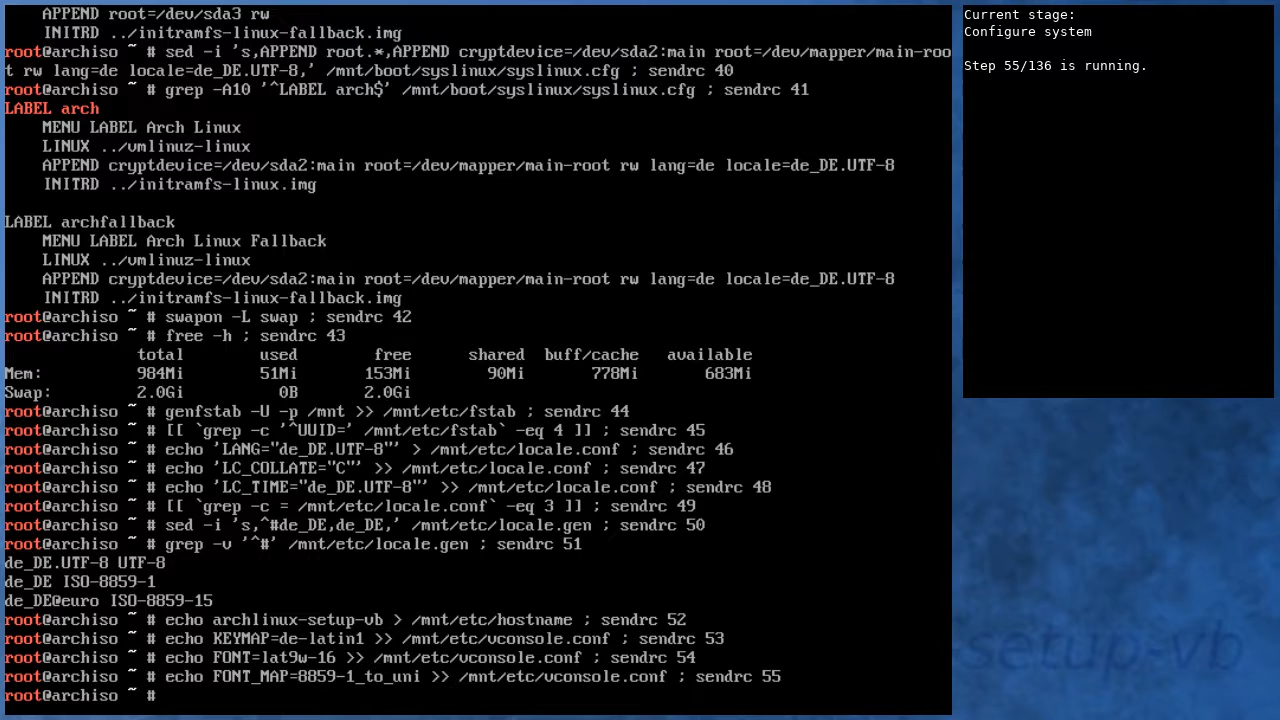 APPEND root=/dev/sda3 rw
    INITRD ../initramfs-linux-fallback.img
root@archiso ~ # sed -i 's,APPEND root.*,APPEND cryptdevice=/dev/sda2:main root=/dev/mapper/main-roo
t rw lang=de locale=de_DE.UTF-8,' /mnt/boot/syslinux/syslinux.cfg ; sendrc 40
root@archiso ~ # grep -A10 '^LABEL arch$' /mnt/boot/syslinux/syslinux.cfg ; sendrc 41
LABEL arch
    MENU LABEL Arch Linux
    LINUX ../vmlinuz-linux
    APPEND cryptdevice=/dev/sda2:main root=/dev/mapper/main-root rw lang=de locale=de_DE.UTF-8
    INITRD ../initramfs-linux.img

LABEL archfallback
    MENU LABEL Arch Linux Fallback
    LINUX ../vmlinuz-linux
    APPEND cryptdevice=/dev/sda2:main root=/dev/mapper/main-root rw lang=de locale=de_DE.UTF-8
    INITRD ../initramfs-linux-fallback.img
root@archiso ~ # swapon -L swap ; sendrc 42
root@archiso ~ # free -h ; sendrc 43
              total        used        free      shared  buff/cache   available
Mem:          984Mi        51Mi       153Mi        90Mi       778Mi       683Mi
Swap:         2.0Gi          0B       2.0Gi
root@archiso ~ # genfstab -U -p /mnt >> /mnt/etc/fstab ; sendrc 44
root@archiso ~ # [[ `grep -c '^UUID=' /mnt/etc/fstab` -eq 4 ]] ; sendrc 45
root@archiso ~ # echo 'LANG="de_DE.UTF-8"' > /mnt/etc/locale.conf ; sendrc 46
root@archiso ~ # echo 'LC_COLLATE="C"' >> /mnt/etc/locale.conf ; sendrc 47
root@archiso ~ # echo 'LC_TIME="de_DE.UTF-8"' >> /mnt/etc/locale.conf ; sendrc 48
root@archiso ~ # [[ `grep -c = /mnt/etc/locale.conf` -eq 3 ]] ; sendrc 49
root@archiso ~ # sed -i 's,^#de_DE,de_DE,' /mnt/etc/locale.gen ; sendrc 50
root@archiso ~ # grep -v '^#' /mnt/etc/locale.gen ; sendrc 51
de_DE.UTF-8 UTF-8
de_DE ISO-8859-1
de_DE@euro ISO-8859-15
root@archiso ~ # echo archlinux-setup-vb > /mnt/etc/hostname ; sendrc 52
root@archiso ~ # echo KEYMAP=de-latin1 >> /mnt/etc/vconsole.conf ; sendrc 53
root@archiso ~ # echo FONT=lat9w-16 >> /mnt/etc/vconsole.conf ; sendrc 54
root@archiso ~ # echo FONT_MAP=8859-1_to_uni >> /mnt/etc/vconsole.conf ; sendrc 55
root@archiso ~ #
Current stage:
Configure system

Step 55/136 is running.
setup-vb